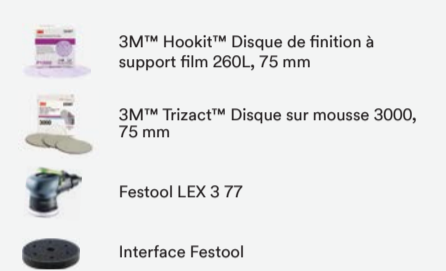 3M™ Hookit™ Disque de finition à
support film 260L, 75 mm
3M™ Trizact™ Disque sur mousse 3000,
75 mm
3000
Festool LEX 3 77
Interface Festool